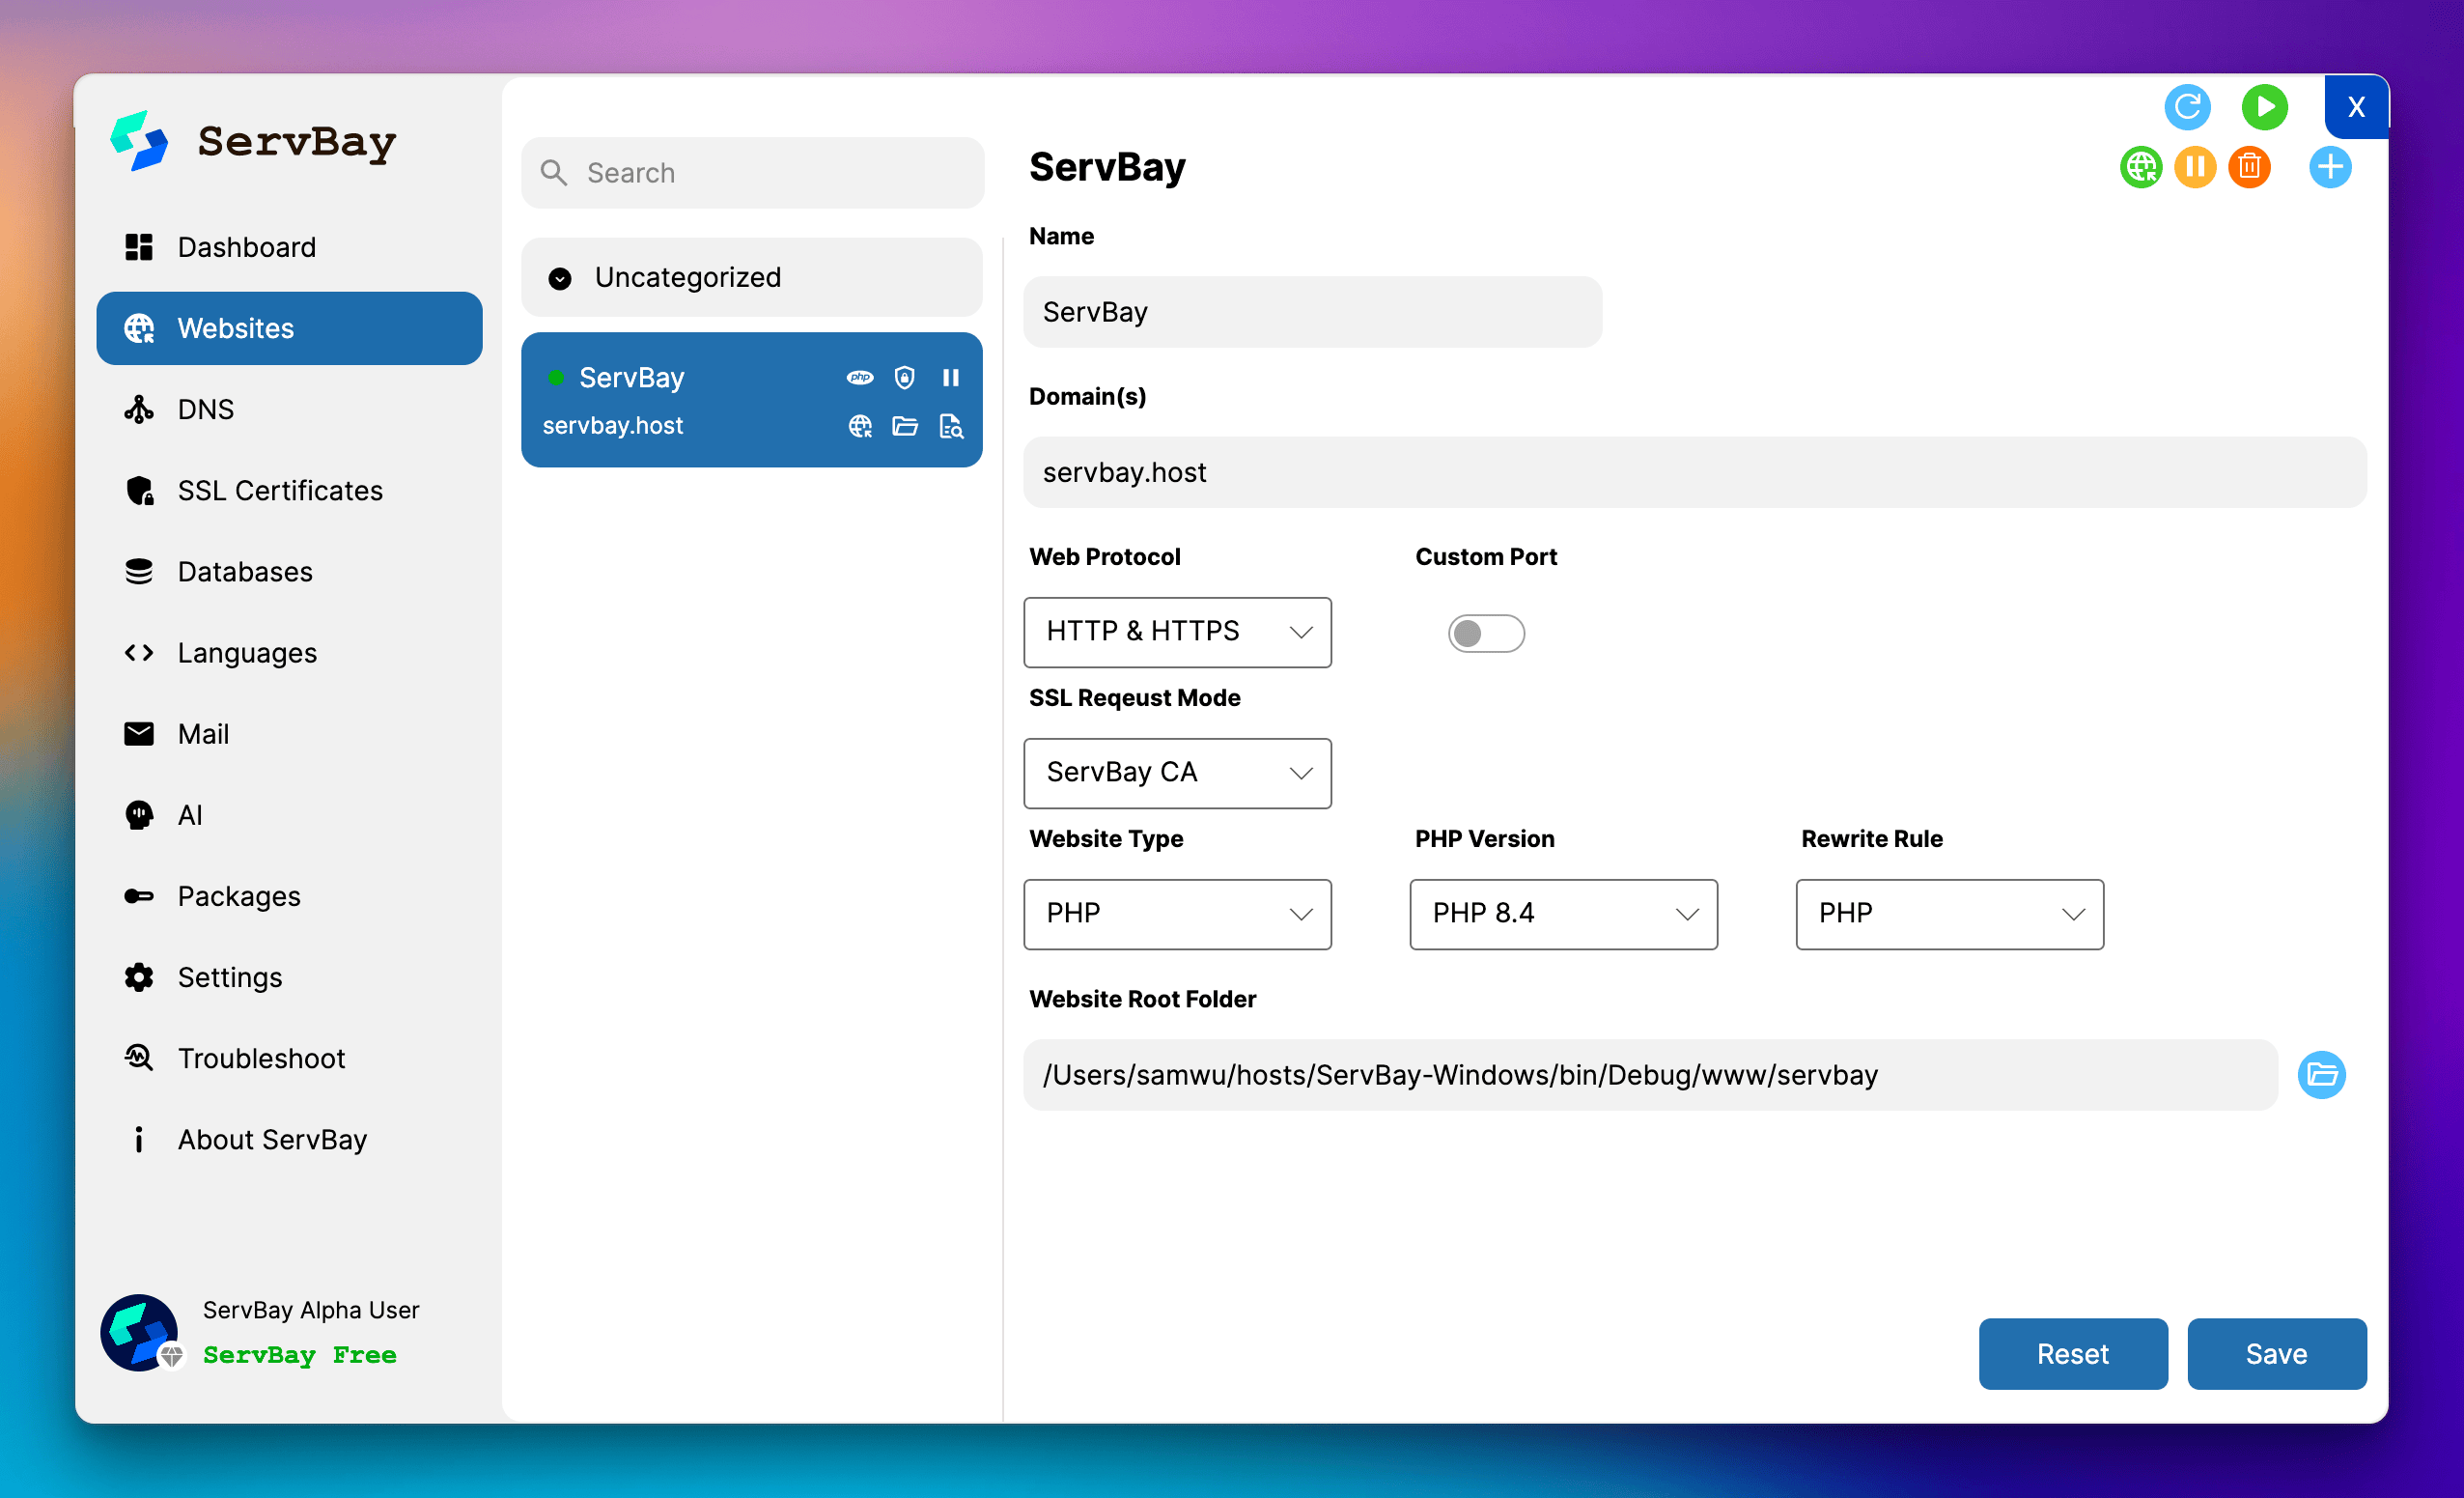 ServBay
Dashboard
Websites
DNS
SSL Certificates
Databases
Languages
Mail
AI
Packages
Settings
Troubleshoot
About ServBay
ServBay Alpha User
ServBay Free
Search
Uncategorized
ServBay
php
servbay.host
X
ServBay
Name
ServBay
Domain(s)
servbay.host
Web Protocol
Custom Port
HTTP & HTTPS
SSL Reqeust Mode
ServBay CA
Website Type
PHP Version
Rewrite Rule
PHP
PHP 8.4
PHP
Website Root Folder
/Users/samwu/hosts/ServBay-Windows/bin/Debug/www/servbay
Reset
Save